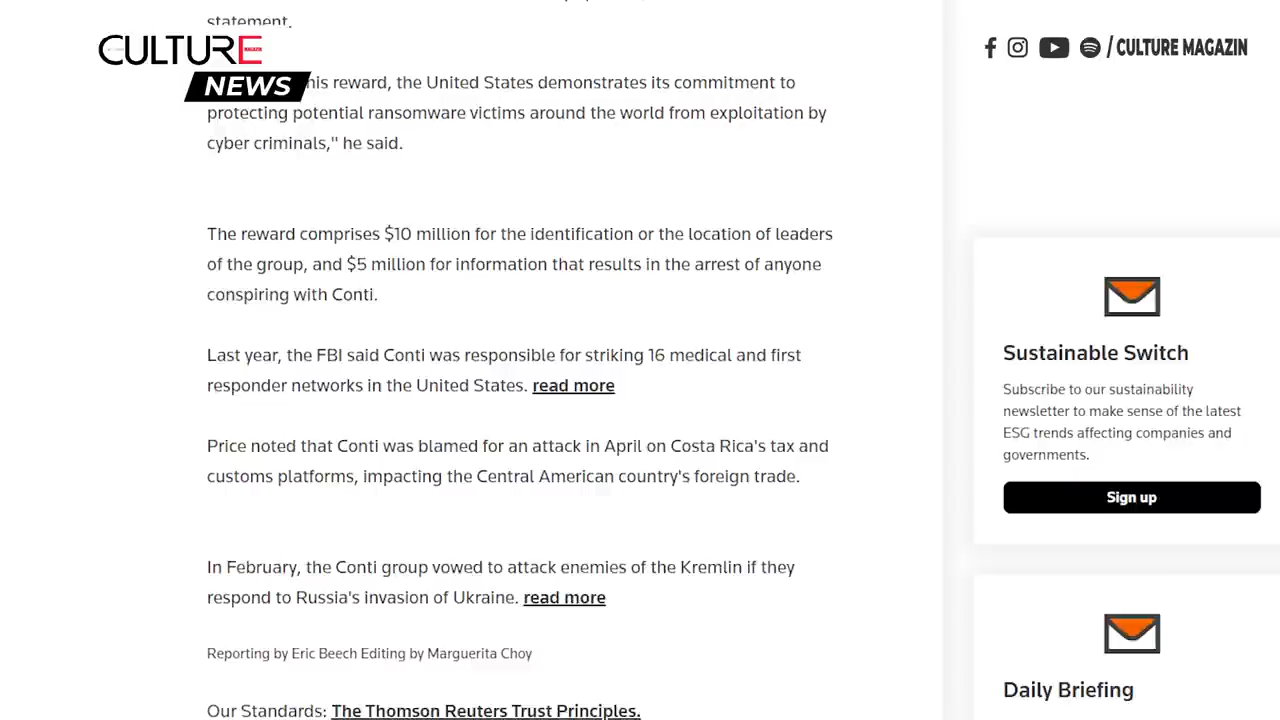 statement.
CULTURE
NEWS
his reward, the United States demonstrates its commitment to
protecting potential ransomware victims around the world from exploitation by
cyber criminals," he said.
The reward comprises $10 million for the identification or the location of leaders
of the group, and $5 million for information that results in the arrest of anyone
conspiring with Conti.
Last year, the FBI said Conti was responsible for striking 16 medical and first
responder networks in the United States. read more
Price noted that Conti was blamed for an attack in April on Costa Rica's tax and
customs platforms, impacting the Central American country's foreign trade.
In February, the Conti group vowed to attack enemies of the Kremlin if they
respond to Russia's invasion of Ukraine. read more
Reporting by Eric Beech Editing by Marguerita Choy
Our Standards: The Thomson Reuters Trust Principles.
/ CULTURE MAGAZIN
Sustainable Switch
Subscribe to our sustainability
newsletter to make sense of the latest
ESG trends affecting companies and
governments.
Sign up
Daily Briefing